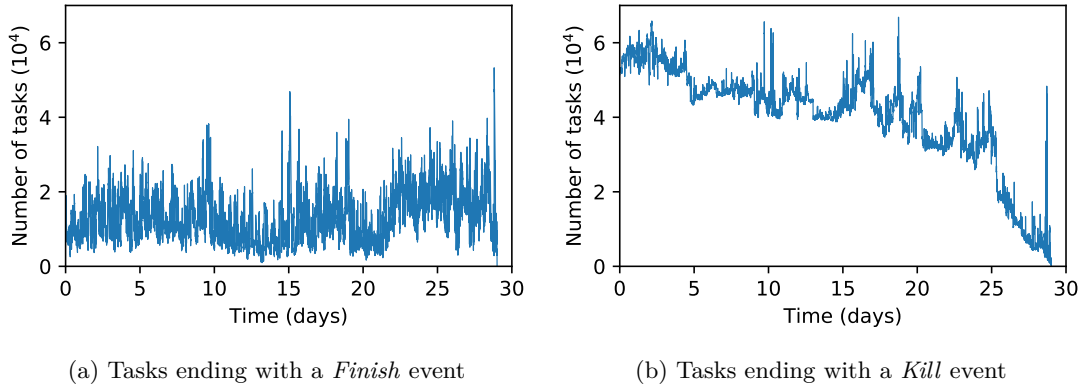 Number of tasks (10⁴)
6
4
2
0
0 5 10 15 20 25 30
Time (days)
(a) Tasks ending with a Finish event
Number of tasks (10⁴)
6
4
2
0
0 5 10 15 20 25 30
Time (days)
(b) Tasks ending with a Kill event